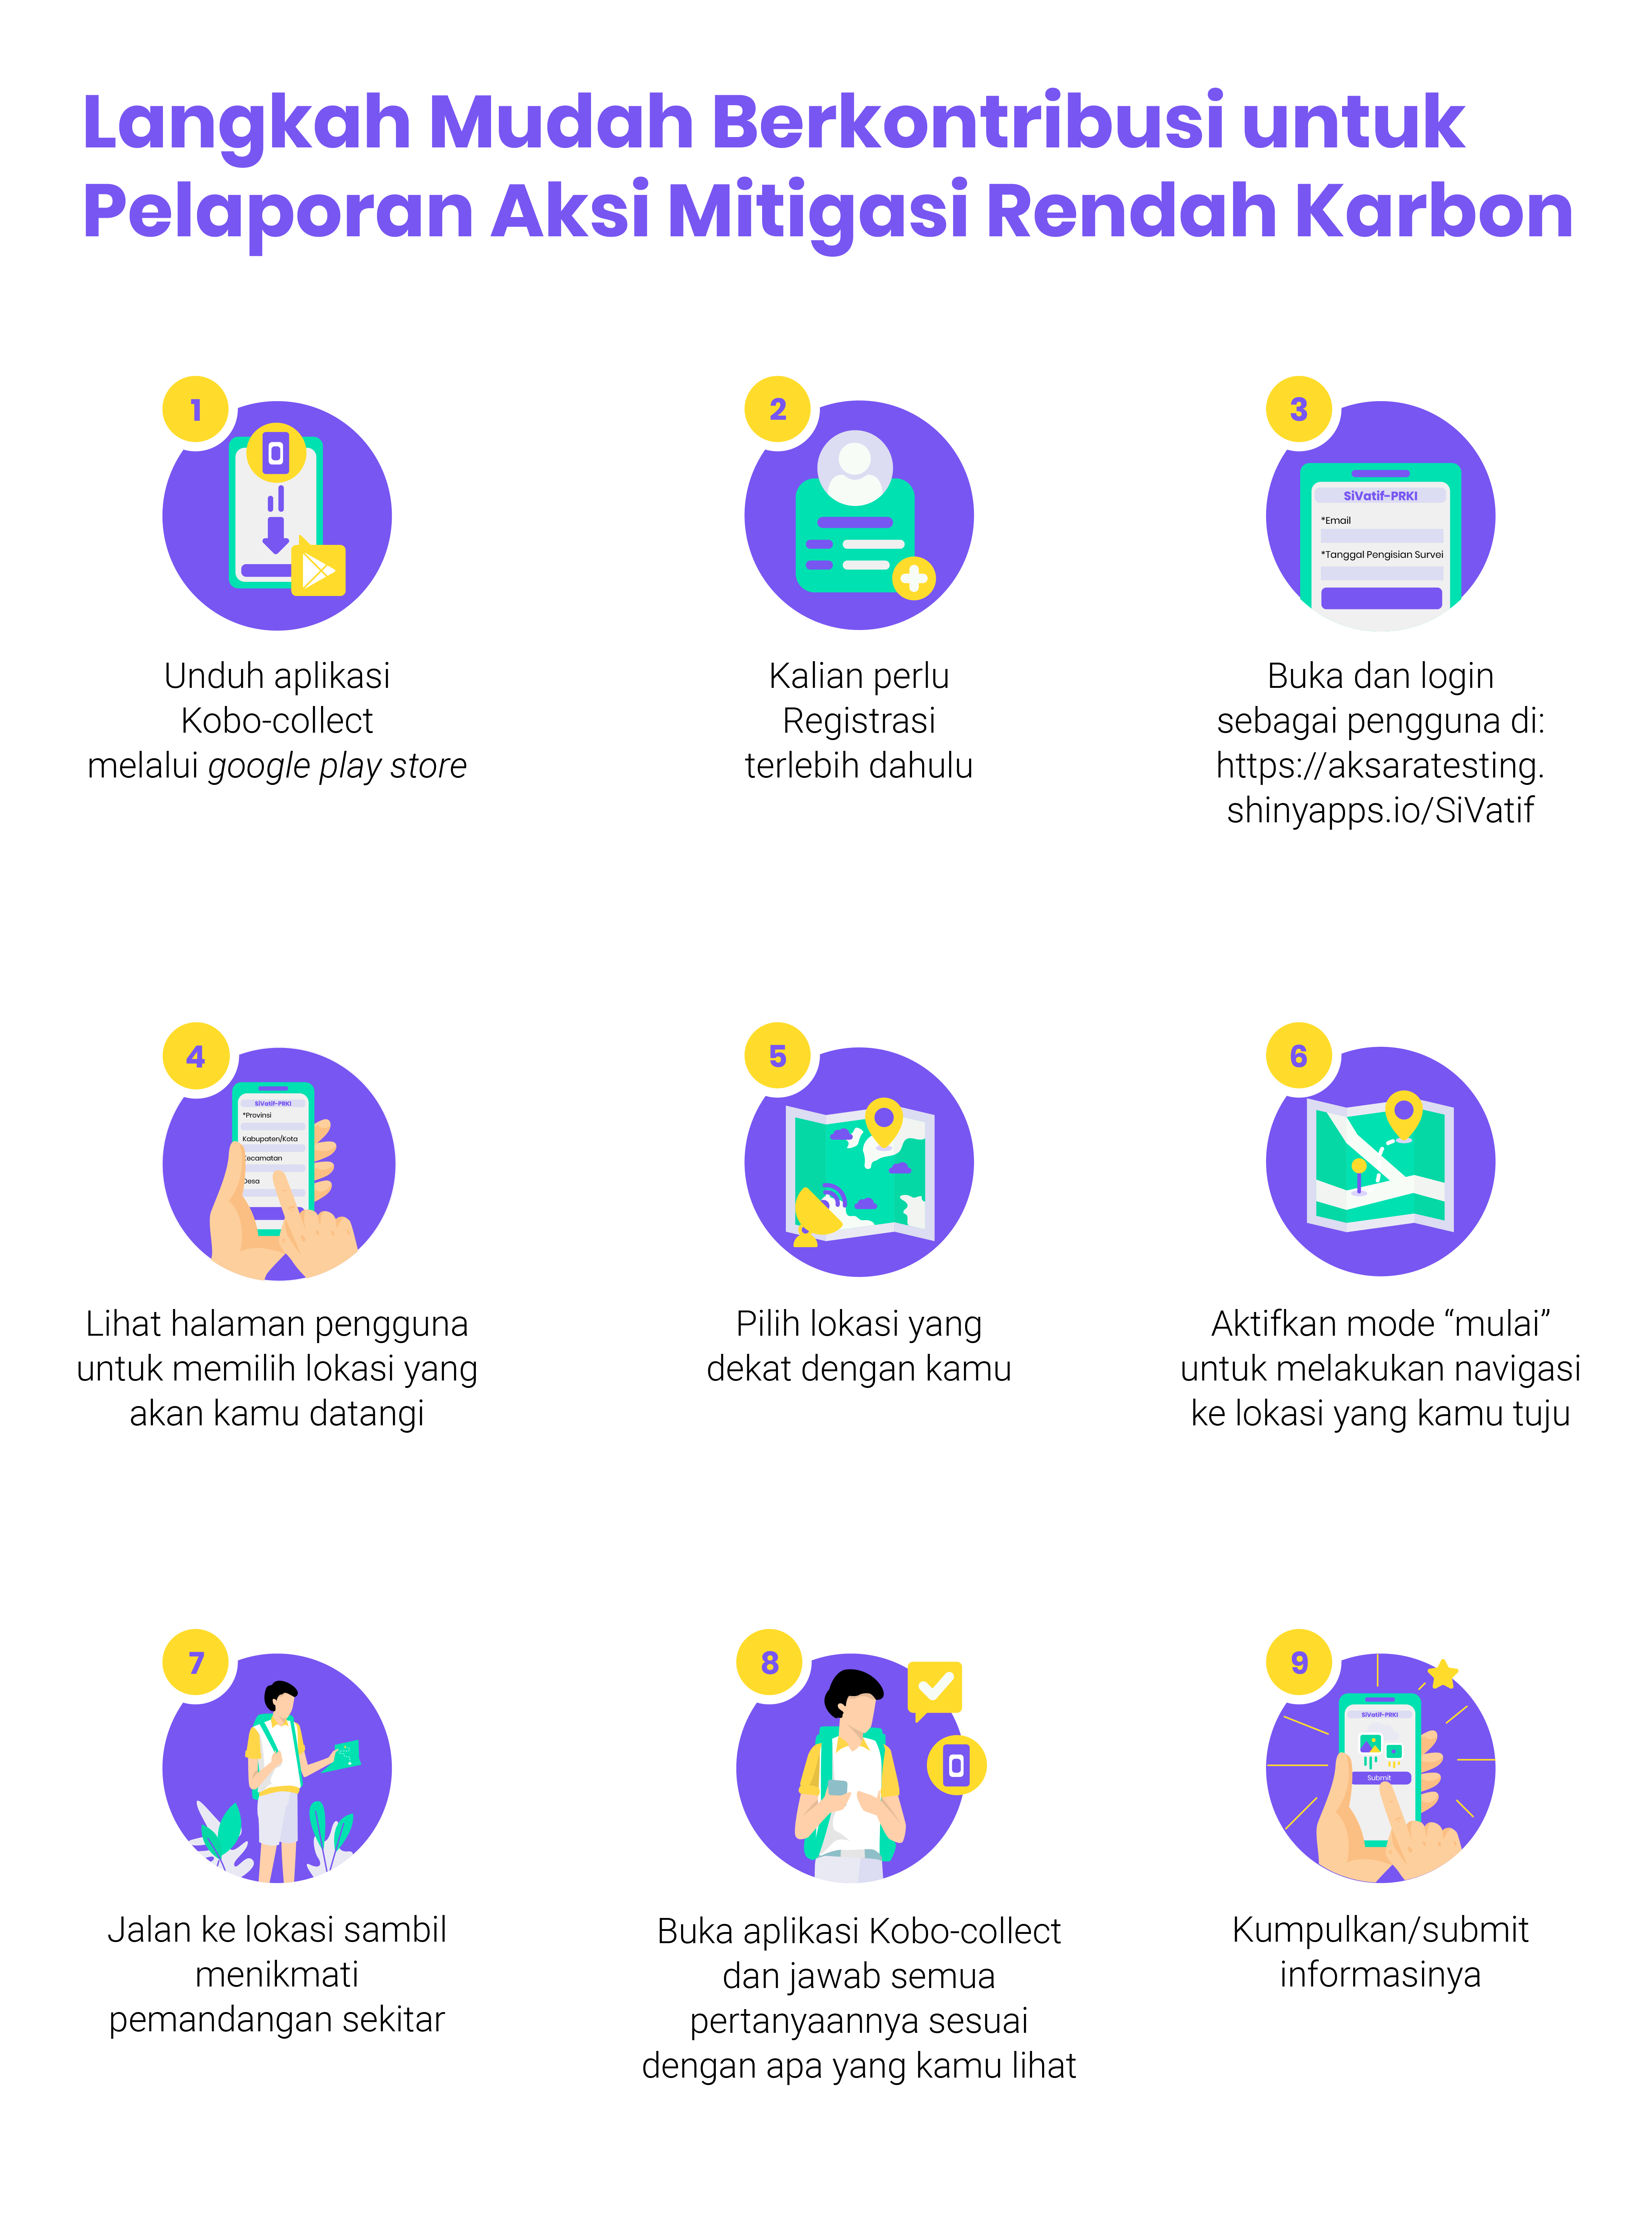 Langkah Mudah Berkontribusi untuk
Pelaporan Aksi Mitigasi Rendah Karbon
1
Unduh aplikasi
Kobo-collect
melalui google play store
2
Kalian perlu
Registrasi
terlebih dahulu
3
SiVatif-PRKI
*Email
*Tanggal Pengisian Survei
Buka dan login
sebagai pengguna di:
https://aksaratesting.
shinyapps.io/SiVatif
4
SiVatif-PRKI
*Provinsi
Kabupaten/Kota
Kecamatan
Desa
Lihat halaman pengguna
untuk memilih lokasi yang
akan kamu datangi
5
Pilih lokasi yang
dekat dengan kamu
6
Aktifkan mode “mulai”
untuk melakukan navigasi
ke lokasi yang kamu tuju
7
Jalan ke lokasi sambil
menikmati
pemandangan sekitar
8
Buka aplikasi Kobo-collect
dan jawab semua
pertanyaannya sesuai
dengan apa yang kamu lihat
9
SiVatif-PRKI
Submit
Kumpulkan/submit
informasinya